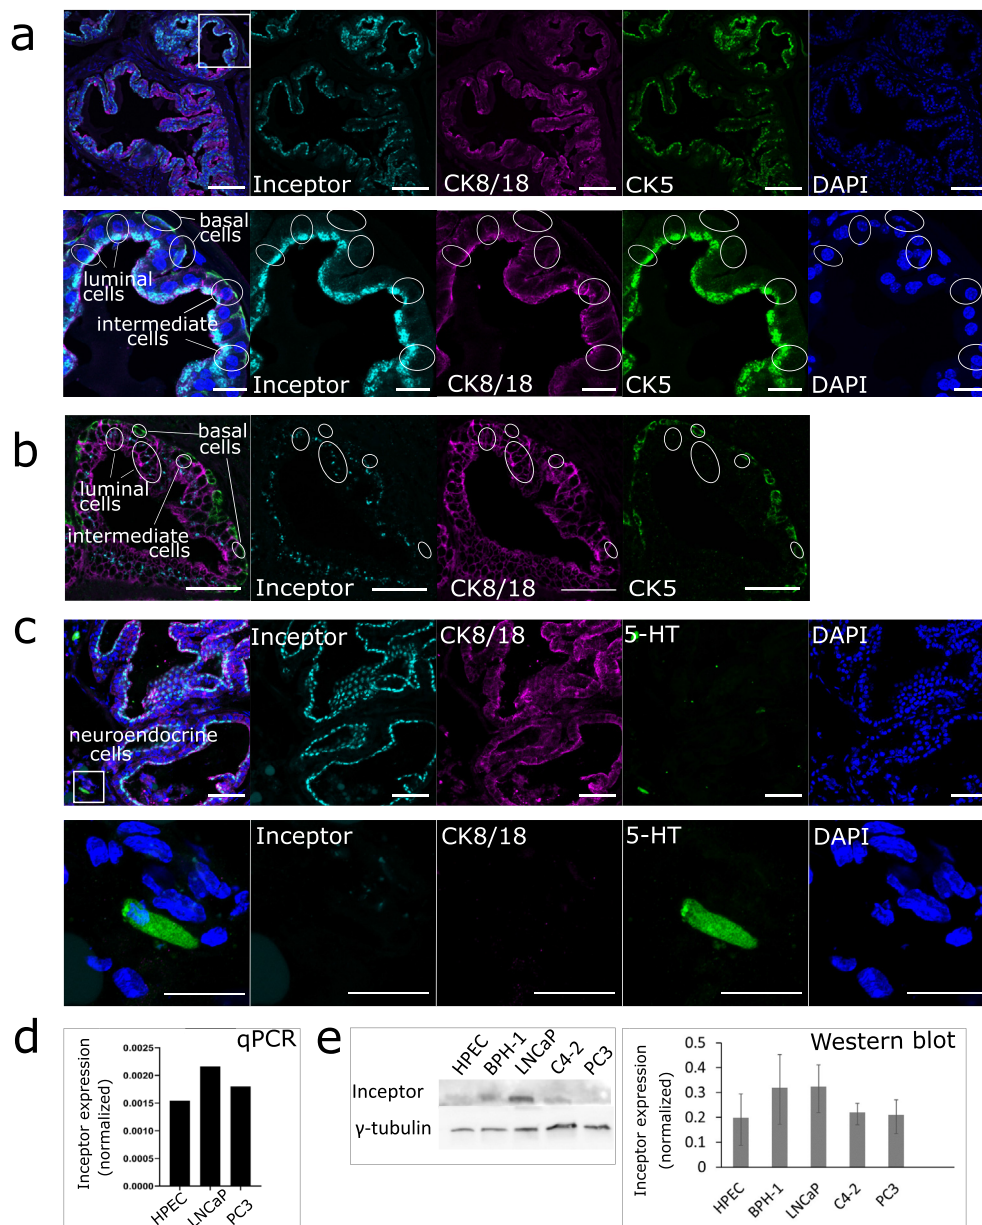 a
Inceptor
CK8/18
CK5
DAPI
basal
cells
luminal
cells
intermediate
cells
Inceptor
CK8/18
CK5
DAPI
b
basal
cells
luminal
cells
intermediate
cells
Inceptor
CK8/18
CK5
c
Inceptor
CK8/18
5-HT
DAPI
neuroendocrine
cells
Inceptor
CK8/18
5-HT
DAPI
d
qPCR
Inceptor expression
(normalized)
0.0025
0.0020
0.0015
0.0010
0.0005
0.0000
HPEC
LNCaP
PC3
e
HPEC
BPH-1
LNCaP
C4-2
PC3
Inceptor
γ-tubulin
Western blot
Inceptor expression
(normalized)
0.5
0.4
0.3
0.2
0.1
0
HPEC
BPH-1
LNCaP
C4-2
PC3